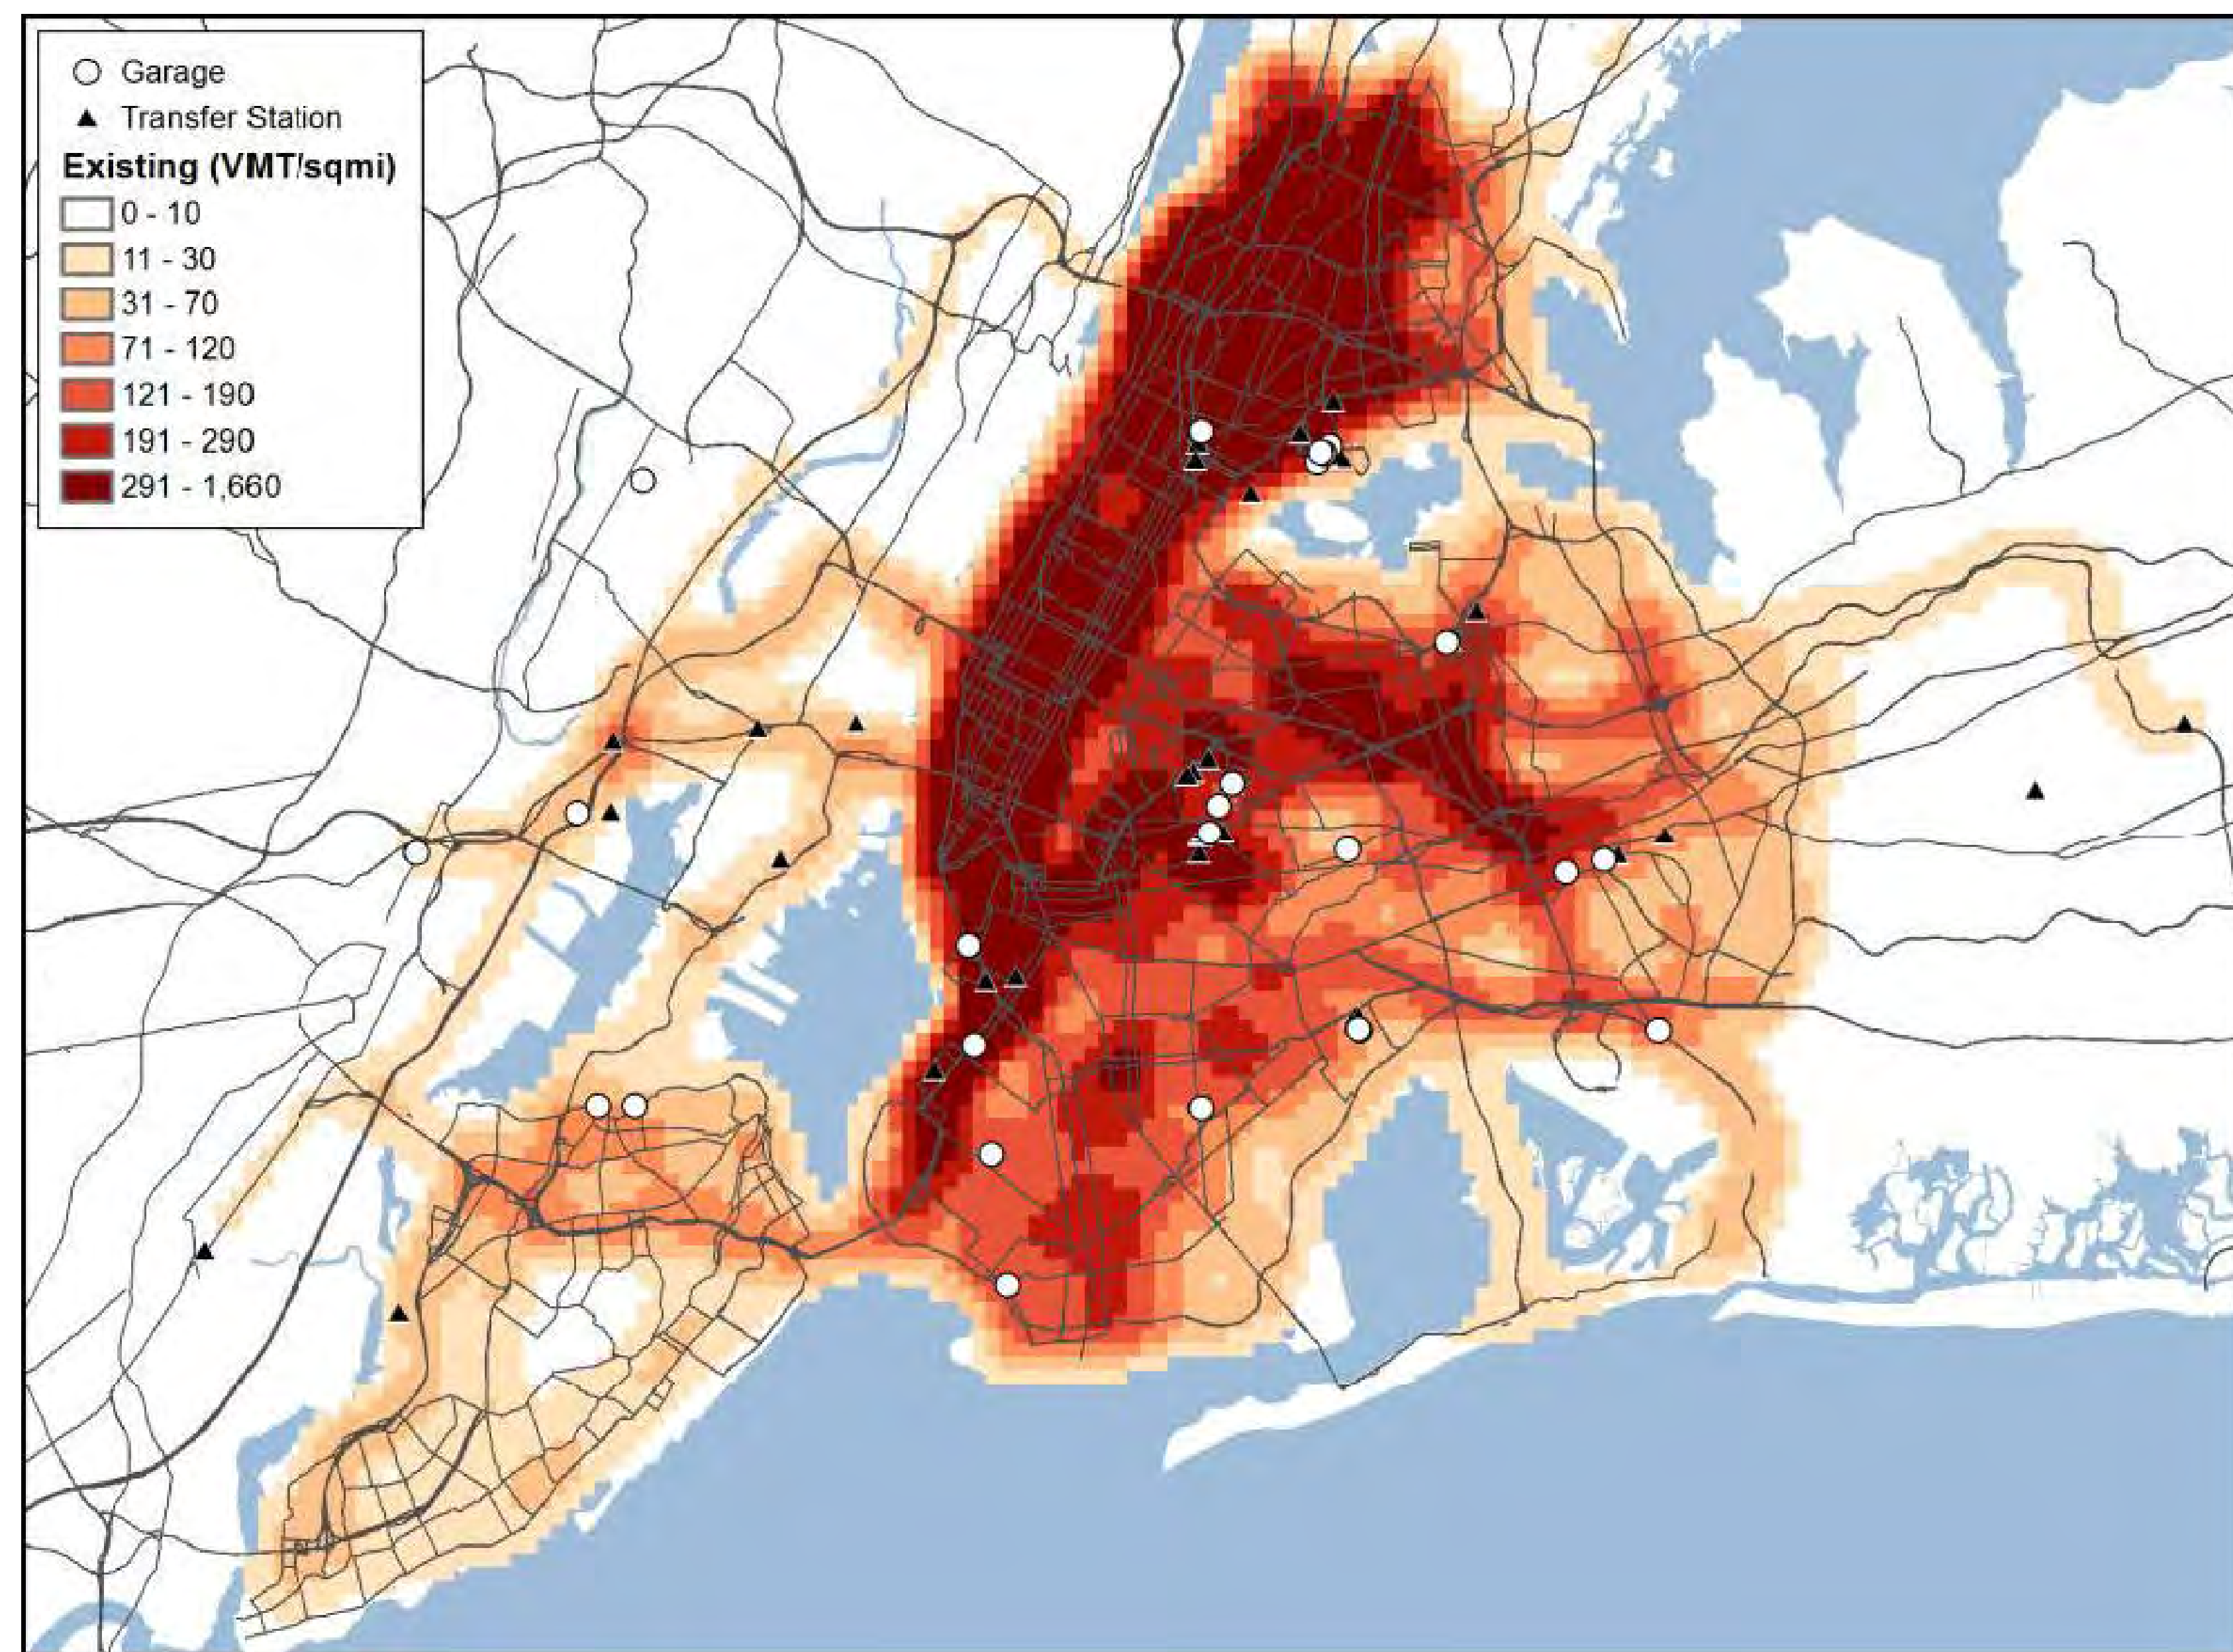 Garage
Transfer Station
Existing (VMT/sqmi)
0 - 10
11 - 30
31 - 70
71 - 120
121 - 190
191 - 290
291 - 1,660